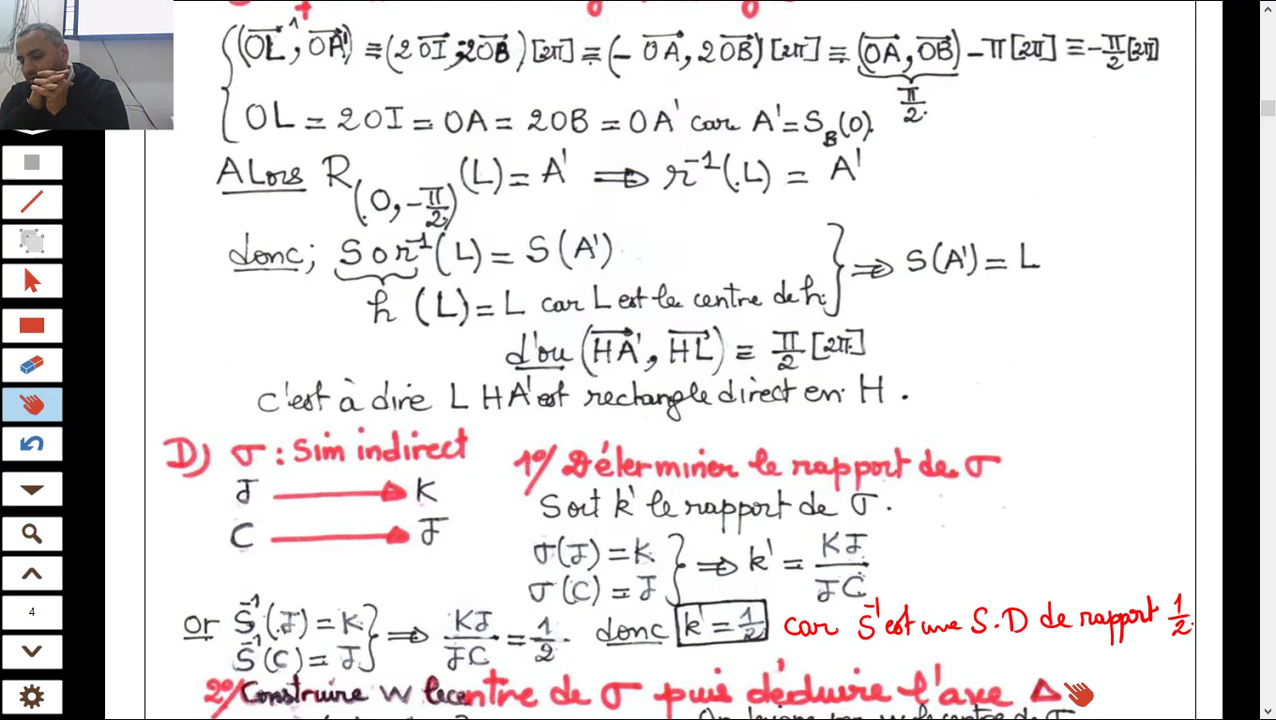 (OL, OA') ≡ (2OI, 2OB) [2π] ≡ (-OA, 2OB) [2π] ≡ (OA, OB) - π [2π] ≡ -π/2 [2π]
π/2
OL = 2OI = OA = 2OB = OA' car A' = S_B(O).
ALors R(O, -π/2) (L) = A' ⟹ r⁻¹(L) = A'
donc; S o r⁻¹(L) = S(A')
⟹ S(A') = L
h (L) = L car L est le centre de h.
d'ou (HA', HL) ≡ π/2 [2π].
c'est à dire L HA' est rectangle direct en H.
D) σ : Sim indirect
1°/ Déterminer le rapport de σ
J → K
Soit k' le rapport de σ.
C → J
σ(J) = K
σ(C) = J
⟹ k' = KJ/JC
or S⁻¹(J) = K
S⁻¹(C) = J
⟹ KJ/JC = 1/2 donc k' = 1/2 car S⁻¹ est une S.D de rapport 1/2.
2°/ Construire W le centre de σ puis déduire l'axe Δ
4